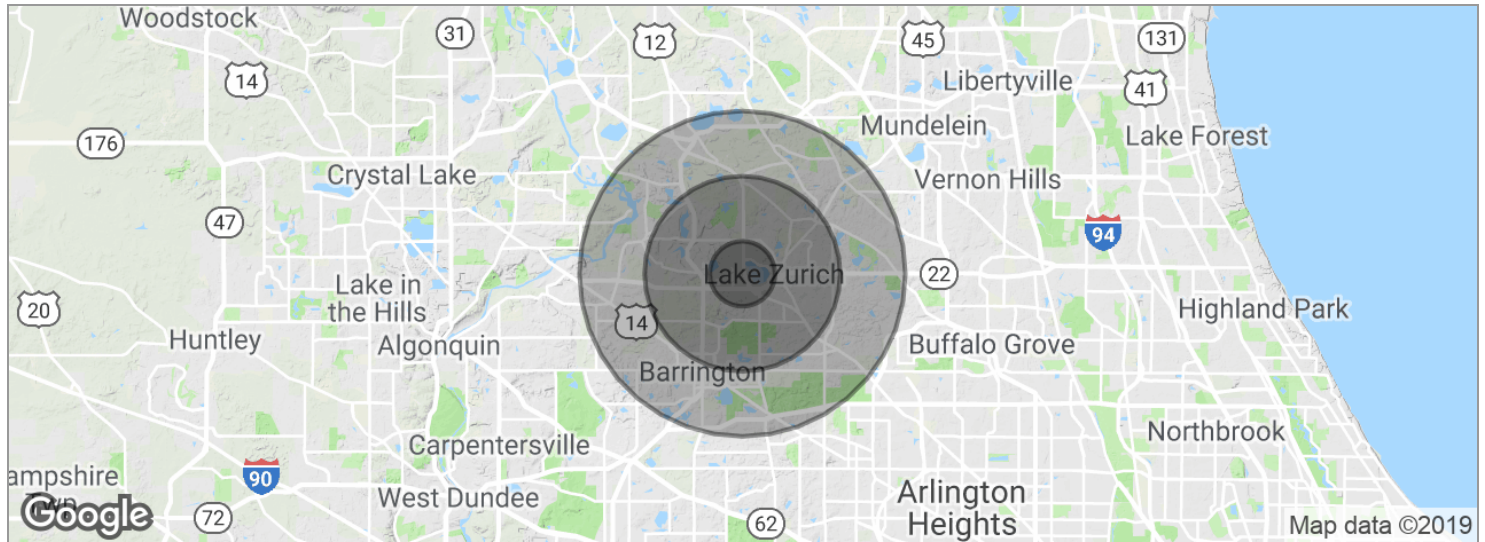 Woodstock
31
12
45
131
14
Libertyville
41
Mundelein
Lake Forest
176
Crystal Lake
Vernon Hills
47
94
Lake Zurich
22
Lake in
the Hills
20
14
Highland Park
Huntley
Algonquin
Buffalo Grove
Barrington
Carpentersville
Northbrook
ampshire
Twp
90
West Dundee
Arlington
Heights
Google
72
62
Map data ©2019